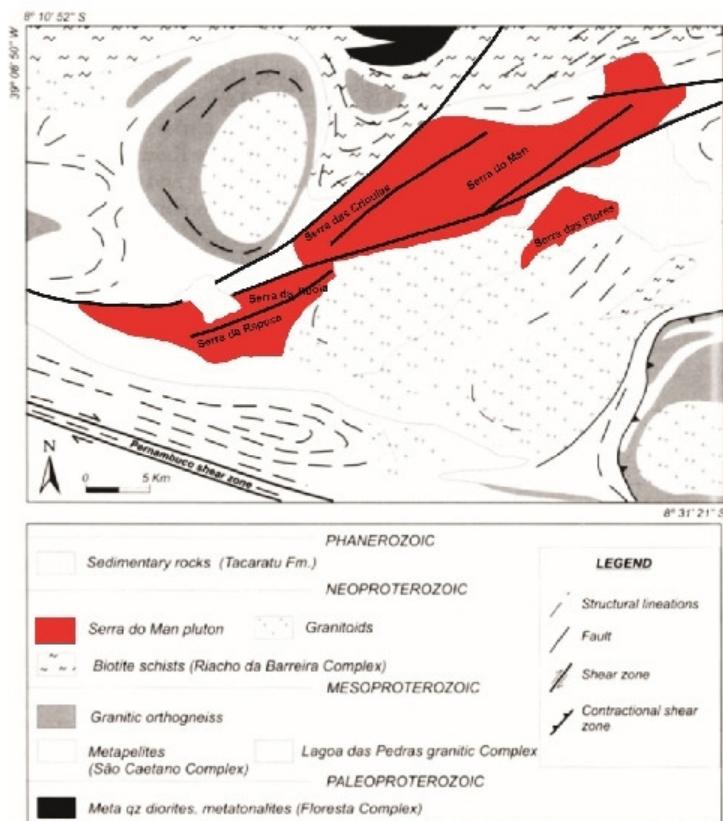 8° 10' 52'' S
39° 08' 50'' W
Serra das Crioulas
Serra do Man
Serra das Flores
Serra da
Serra da Raposa
Pernambuco shear zone
N
0 5 Km
8° 31' 21'' S
PHANEROZOIC
Sedimentary rocks (Tacaratu Fm.)
NEOPROTEROZOIC
Serra do Man pluton
Granitoids
Biotite schists (Riacho da Barreira Complex)
MESOPROTEROZOIC
Granitic orthogneiss
Metapelites
(São Caetano Complex)
Lagoa das Pedras granitic Complex
PALEOPROTEROZOIC
Meta qz diorites, metatonalites (Floresta Complex)
LEGEND
Structural lineations
Fault
Shear zone
Contractional shear
zone